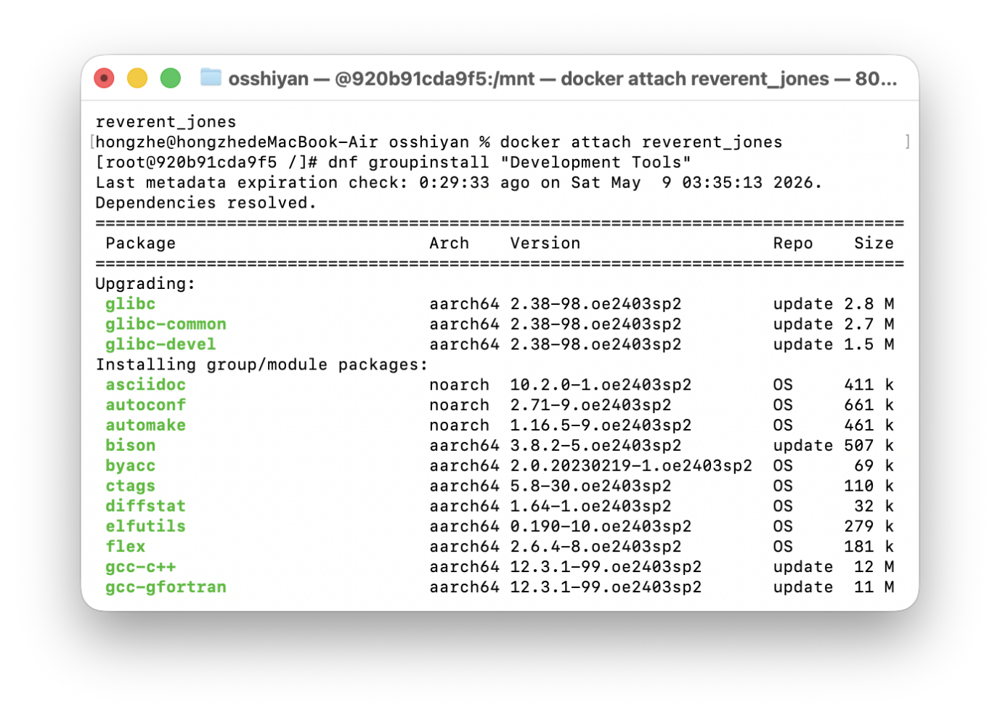 osshiyan — @920b91cda9f5:/mnt — docker attach reverent_jones — 80...
reverent_jones
[hongzhe@hongzhedeMacBook-Air osshiyan % docker attach reverent_jones ]
[root@920b91cda9f5 /]# dnf groupinstall "Development Tools"
Last metadata expiration check: 0:29:33 ago on Sat May  9 03:35:13 2026.
Dependencies resolved.
================================================================================
 Package                         Arch    Version                   Repo    Size
================================================================================
Upgrading:
 glibc                           aarch64 2.38-98.oe2403sp2         update 2.8 M
 glibc-common                    aarch64 2.38-98.oe2403sp2         update 2.7 M
 glibc-devel                     aarch64 2.38-98.oe2403sp2         update 1.5 M
Installing group/module packages:
 asciidoc                        noarch  10.2.0-1.oe2403sp2        OS     411 k
 autoconf                        noarch  2.71-9.oe2403sp2          OS     661 k
 automake                        noarch  1.16.5-9.oe2403sp2        OS     461 k
 bison                           aarch64 3.8.2-5.oe2403sp2         update 507 k
 byacc                           aarch64 2.0.20230219-1.oe2403sp2  OS      69 k
 ctags                           aarch64 5.8-30.oe2403sp2          OS     110 k
 diffstat                        aarch64 1.64-1.oe2403sp2          OS      32 k
 elfutils                        aarch64 0.190-10.oe2403sp2        OS     279 k
 flex                            aarch64 2.6.4-8.oe2403sp2         OS     181 k
 gcc-c++                         aarch64 12.3.1-99.oe2403sp2       update  12 M
 gcc-gfortran                    aarch64 12.3.1-99.oe2403sp2       update  11 M